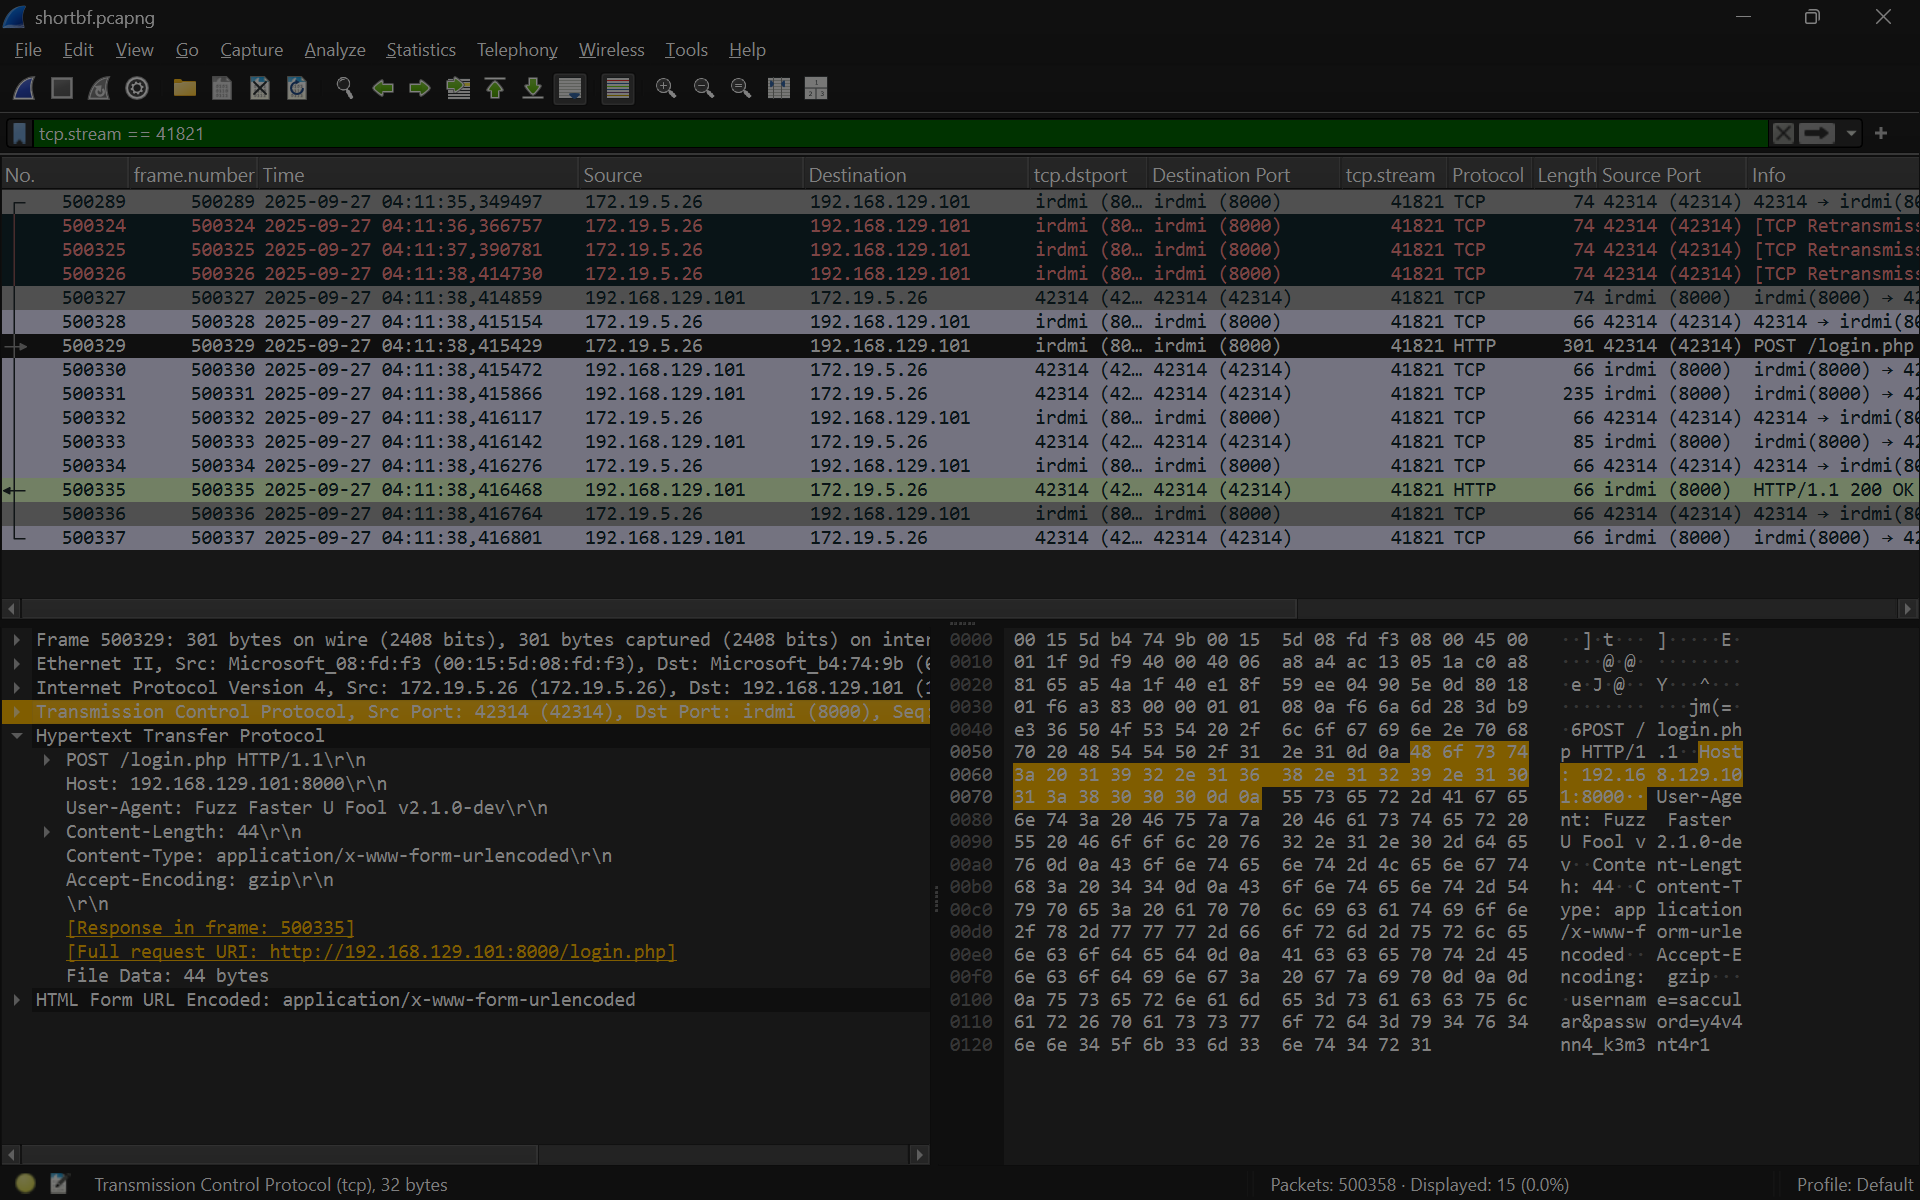 shortbf.pcapng
File Edit View Go Capture Analyze Statistics Telephony Wireless Tools Help
tcp.stream == 41821
No. frame.number Time Source Destination tcp.dstport Destination Port tcp.stream Protocol Length Source Port Info
500289 500289 2025-09-27 04:11:35,349497 172.19.5.26 192.168.129.101 irdmi (80… irdmi (8000) 41821 TCP 74 42314 (42314) 42314 → irdmi(80
500324 500324 2025-09-27 04:11:36,366757 172.19.5.26 192.168.129.101 irdmi (80… irdmi (8000) 41821 TCP 74 42314 (42314) [TCP Retransmiss
500325 500325 2025-09-27 04:11:37,390781 172.19.5.26 192.168.129.101 irdmi (80… irdmi (8000) 41821 TCP 74 42314 (42314) [TCP Retransmiss
500326 500326 2025-09-27 04:11:38,414730 172.19.5.26 192.168.129.101 irdmi (80… irdmi (8000) 41821 TCP 74 42314 (42314) [TCP Retransmiss
500327 500327 2025-09-27 04:11:38,414859 192.168.129.101 172.19.5.26 42314 (42… 42314 (42314) 41821 TCP 74 irdmi (8000) irdmi(8000) → 42
500328 500328 2025-09-27 04:11:38,415154 172.19.5.26 192.168.129.101 irdmi (80… irdmi (8000) 41821 TCP 66 42314 (42314) 42314 → irdmi(80
500329 500329 2025-09-27 04:11:38,415429 172.19.5.26 192.168.129.101 irdmi (80… irdmi (8000) 41821 HTTP 301 42314 (42314) POST /login.php
500330 500330 2025-09-27 04:11:38,415472 192.168.129.101 172.19.5.26 42314 (42… 42314 (42314) 41821 TCP 66 irdmi (8000) irdmi(8000) → 42
500331 500331 2025-09-27 04:11:38,415866 192.168.129.101 172.19.5.26 42314 (42… 42314 (42314) 41821 TCP 235 irdmi (8000) irdmi(8000) → 42
500332 500332 2025-09-27 04:11:38,416117 172.19.5.26 192.168.129.101 irdmi (80… irdmi (8000) 41821 TCP 66 42314 (42314) 42314 → irdmi(80
500333 500333 2025-09-27 04:11:38,416142 192.168.129.101 172.19.5.26 42314 (42… 42314 (42314) 41821 TCP 85 irdmi (8000) irdmi(8000) → 42
500334 500334 2025-09-27 04:11:38,416276 172.19.5.26 192.168.129.101 irdmi (80… irdmi (8000) 41821 TCP 66 42314 (42314) 42314 → irdmi(80
500335 500335 2025-09-27 04:11:38,416468 192.168.129.101 172.19.5.26 42314 (42… 42314 (42314) 41821 HTTP 66 irdmi (8000) HTTP/1.1 200 OK
500336 500336 2025-09-27 04:11:38,416764 172.19.5.26 192.168.129.101 irdmi (80… irdmi (8000) 41821 TCP 66 42314 (42314) 42314 → irdmi(80
500337 500337 2025-09-27 04:11:38,416801 192.168.129.101 172.19.5.26 42314 (42… 42314 (42314) 41821 TCP 66 irdmi (8000) irdmi(8000) → 42
Frame 500329: 301 bytes on wire (2408 bits), 301 bytes captured (2408 bits) on inter
Ethernet II, Src: Microsoft_08:fd:f3 (00:15:5d:08:fd:f3), Dst: Microsoft_b4:74:9b (0
Internet Protocol Version 4, Src: 172.19.5.26 (172.19.5.26), Dst: 192.168.129.101 (1
Transmission Control Protocol, Src Port: 42314 (42314), Dst Port: irdmi (8000), Seq:
Hypertext Transfer Protocol
POST /login.php HTTP/1.1\r\n
Host: 192.168.129.101:8000\r\n
User-Agent: Fuzz Faster U Fool v2.1.0-dev\r\n
Content-Length: 44\r\n
Content-Type: application/x-www-form-urlencoded\r\n
Accept-Encoding: gzip\r\n
\r\n
[Response in frame: 500335]
[Full request URI: http://192.168.129.101:8000/login.php]
File Data: 44 bytes
HTML Form URL Encoded: application/x-www-form-urlencoded
0000 00 15 5d b4 74 9b 00 15 5d 08 fd f3 08 00 45 00 ··]·t··· ]·····E·
0010 01 1f 9d f9 40 00 40 06 a8 a4 ac 13 05 1a c0 a8 ····@·@· ········
0020 81 65 a5 4a 1f 40 e1 8f 59 ee 04 90 5e 0d 80 18 ·e·J·@·· Y···^···
0030 01 f6 a3 83 00 00 01 01 08 0a f6 6a 6d 28 3d b9 ········ ···jm(=·
0040 e3 36 50 4f 53 54 20 2f 6c 6f 67 69 6e 2e 70 68 ·6POST / login.ph
0050 70 20 48 54 54 50 2f 31 2e 31 0d 0a 48 6f 73 74 p HTTP/1 .1··Host
0060 3a 20 31 39 32 2e 31 36 38 2e 31 32 39 2e 31 30 : 192.16 8.129.10
0070 31 3a 38 30 30 30 0d 0a 55 73 65 72 2d 41 67 65 1:8000·· User-Age
0080 6e 74 3a 20 46 75 7a 7a 20 46 61 73 74 65 72 20 nt: Fuzz Faster
0090 55 20 46 6f 6f 6c 20 76 32 2e 31 2e 30 2d 64 65 U Fool v 2.1.0-de
00a0 76 0d 0a 43 6f 6e 74 65 6e 74 2d 4c 65 6e 67 74 v··Conte nt-Lengt
00b0 68 3a 20 34 34 0d 0a 43 6f 6e 74 65 6e 74 2d 54 h: 44··C ontent-T
00c0 79 70 65 3a 20 61 70 70 6c 69 63 61 74 69 6f 6e ype: app lication
00d0 2f 78 2d 77 77 77 2d 66 6f 72 6d 2d 75 72 6c 65 /x-www-f orm-urle
00e0 6e 63 6f 64 65 64 0d 0a 41 63 63 65 70 74 2d 45 ncoded·· Accept-E
00f0 6e 63 6f 64 69 6e 67 3a 20 67 7a 69 70 0d 0a 0d ncoding: gzip···
0100 0a 75 73 65 72 6e 61 6d 65 3d 73 61 63 63 75 6c ·usernam e=saccul
0110 61 72 26 70 61 73 73 77 6f 72 64 3d 79 34 76 34 ar&passw ord=y4v4
0120 6e 6e 34 5f 6b 33 6d 33 6e 74 34 72 31 nn4_k3m3 nt4r1
Transmission Control Protocol (tcp), 32 bytes
Packets: 500358 · Displayed: 15 (0.0%)
Profile: Default